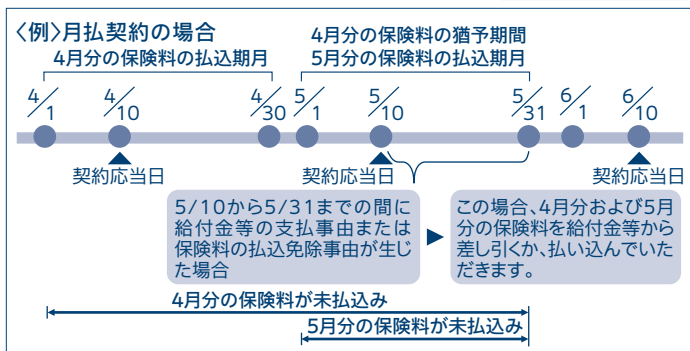 〈例〉月払契約の場合
4月分の保険料の払込期月
4月分の保険料の猶予期間
5月分の保険料の払込期月
4/1 4/10 4/30 5/1 5/10 5/31 6/1 6/10
契約応当日 契約応当日 契約応当日
5/10から5/31までの間に
給付金等の支払事由または
保険料の払込免除事由が生じ
た場合
この場合、4月分および5月
分の保険料を給付金等から
差し引くか、払い込んでいた
だきます。
4月分の保険料が未払込み
5月分の保険料が未払込み